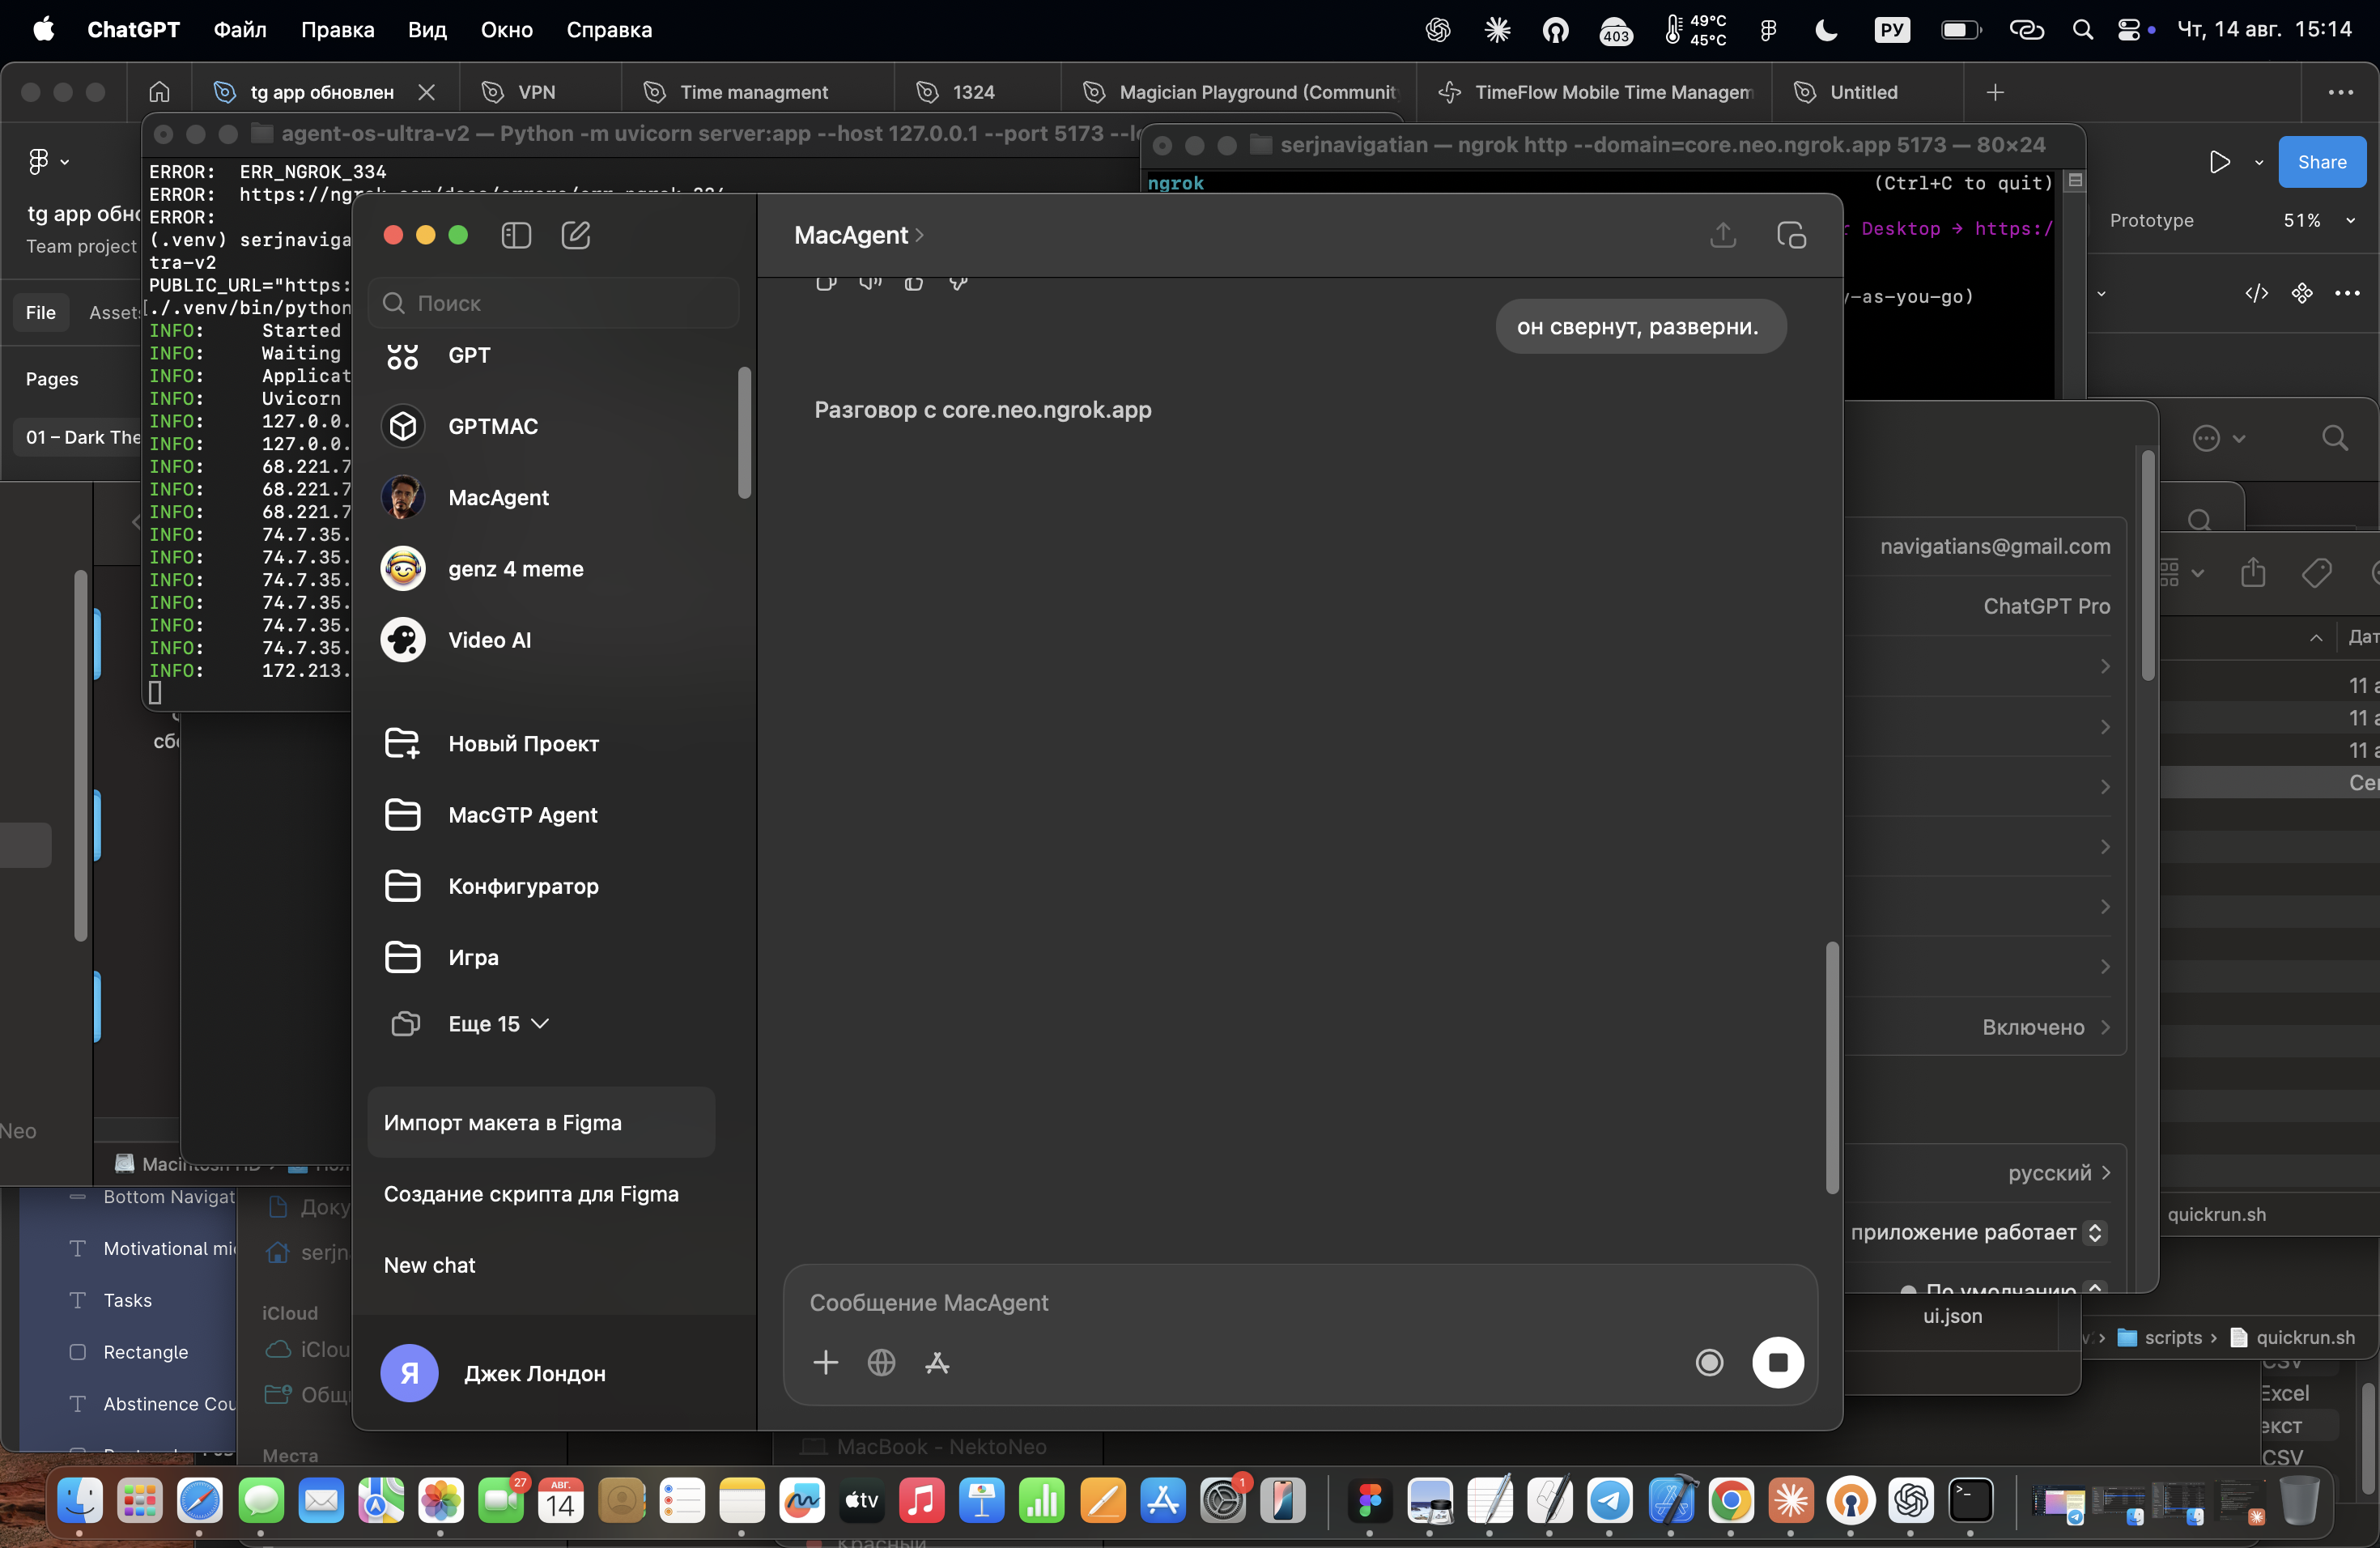 ChatGPT Файл Правка Вид Окно Справка
403
49°C
45°C
РУ
Чт, 14 авг. 15:14
tg app обновлен
VPN
Time managment
1324
Magician Playground (Communit
TimeFlow Mobile Time Managem
Untitled
agent-os-ultra-v2 — Python -m uvicorn server:app --host 127.0.0.1 --port 5173 --lo
serjnavigatian — ngrok http --domain=core.neo.ngrok.app 5173 — 80×24
Share
tg app обно
Team project
Prototype
51%
File
Assets
Pages
01 – Dark The
ERROR: ERR_NGROK_334
ERROR: https://ngrok.com/docs/errors/err_ngrok_334
ERROR:
(.venv) serjnaviga
tra-v2
PUBLIC_URL="https:
[./.venv/bin/python
INFO: Started
INFO: Waiting
INFO: Applicat
INFO: Uvicorn
INFO: 127.0.0.
INFO: 127.0.0.
INFO: 68.221.7
INFO: 68.221.7
INFO: 68.221.7
INFO: 74.7.35.
INFO: 74.7.35.
INFO: 74.7.35.
INFO: 74.7.35.
INFO: 74.7.35.
INFO: 74.7.35.
INFO: 172.213.
ngrok
(Ctrl+C to quit)
r Desktop → https:/
y-as-you-go)
Поиск
GPT
GPTMAC
MacAgent
genz 4 meme
Video AI
Новый Проект
MacGTP Agent
Конфигуратор
Игра
Еще 15
Импорт макета в Figma
Создание скрипта для Figma
New chat
Я
Джек Лондон
MacAgent
он свернут, разверни.
Разговор с core.neo.ngrok.app
Сообщение MacAgent
navigatians@gmail.com
ChatGPT Pro
Включено
русский
приложение работает
По умолчанию
ui.json
Дат
11 а
11 а
11 а
Сег
quickrun.sh
scripts
quickrun.sh
CSV
Excel
екст
CSV
сбо
Neo
Macintosh HD
Пол
Bottom Navigat
Motivational mi
Tasks
Rectangle
Abstinence Cou
Доку
serjn
iCloud
iClou
Общ
Места
MacBook - NektoNeo
Красный
27
АВГ.
14
tv
1